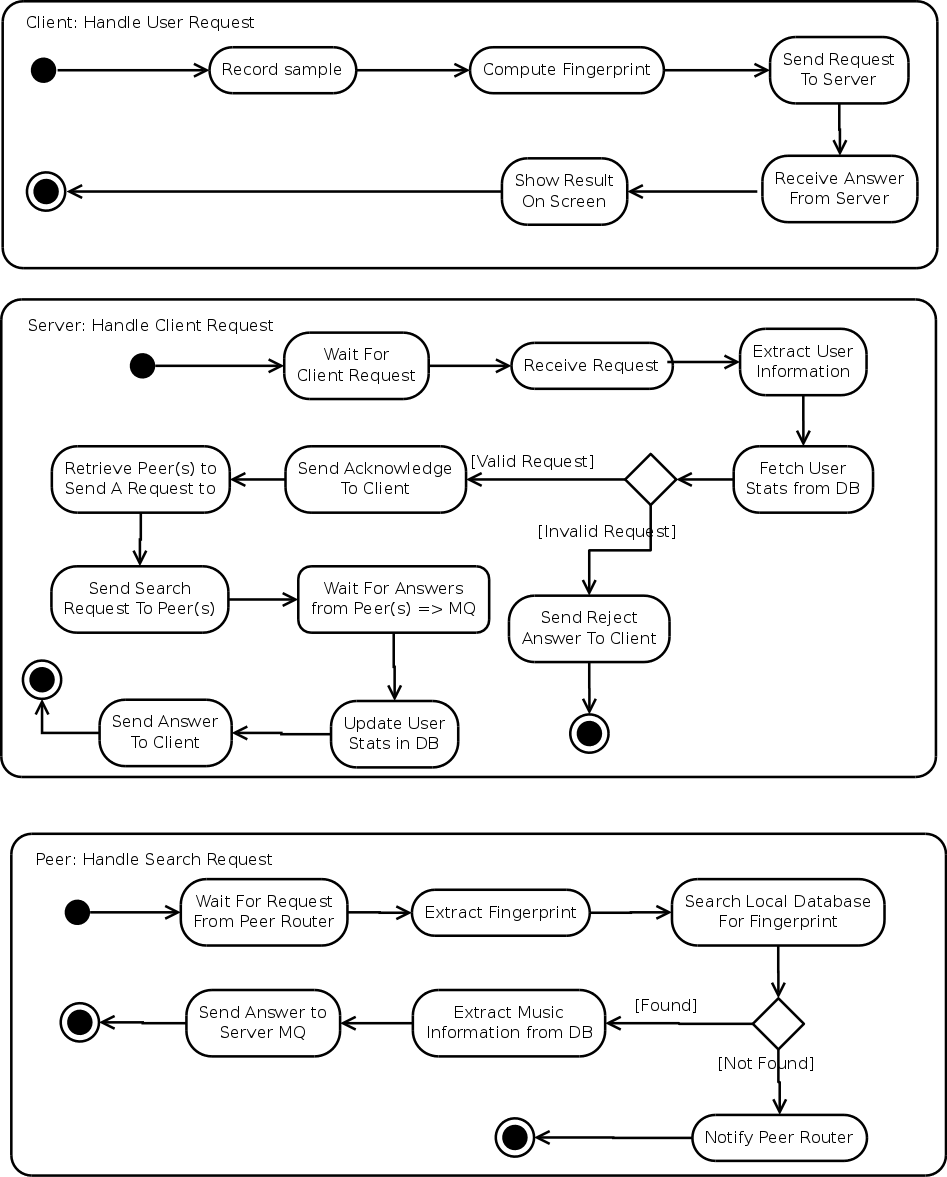 Client: Handle User Request
Record sample
Compute Fingerprint
Send Request
To Server
Show Result
On Screen
Receive Answer
From Server
Server: Handle Client Request
Wait For
Client Request
Receive Request
Extract User
Information
Retrieve Peer(s) to
Send A Request to
Send Acknowledge
To Client
[Valid Request]
Fetch User
Stats from DB
[Invalid Request]
Send Search
Request To Peer(s)
Wait For Answers
from Peer(s) => MQ
Send Reject
Answer To Client
Send Answer
To Client
Update User
Stats in DB
Peer: Handle Search Request
Wait For Request
From Peer Router
Extract Fingerprint
Search Local Database
For Fingerprint
Send Answer to
Server MQ
Extract Music
Information from DB
[Found]
[Not Found]
Notify Peer Router